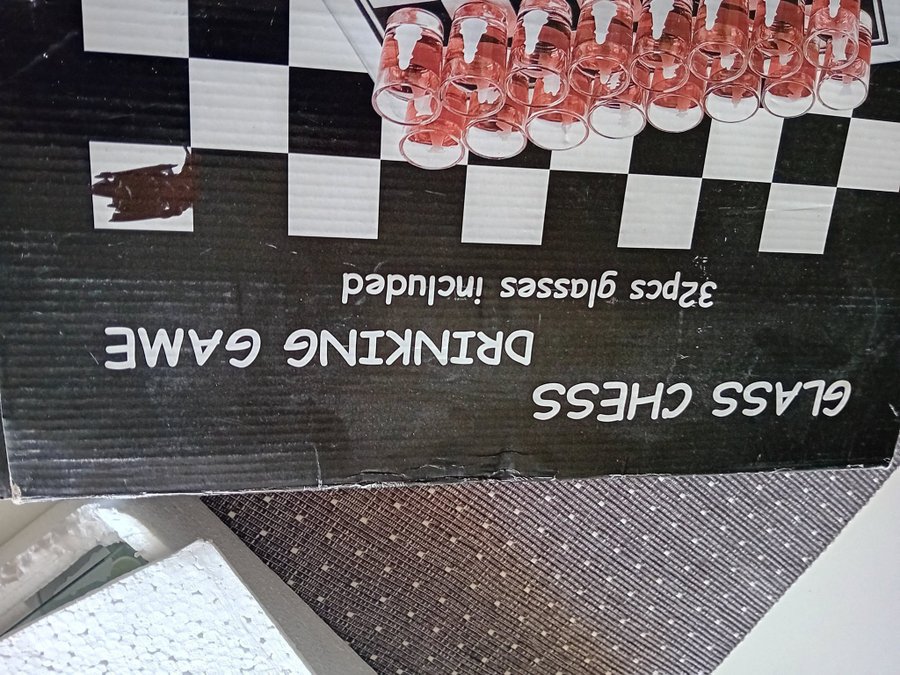 GLASS CHESS
DRINKING GAME
32pcs glasses included